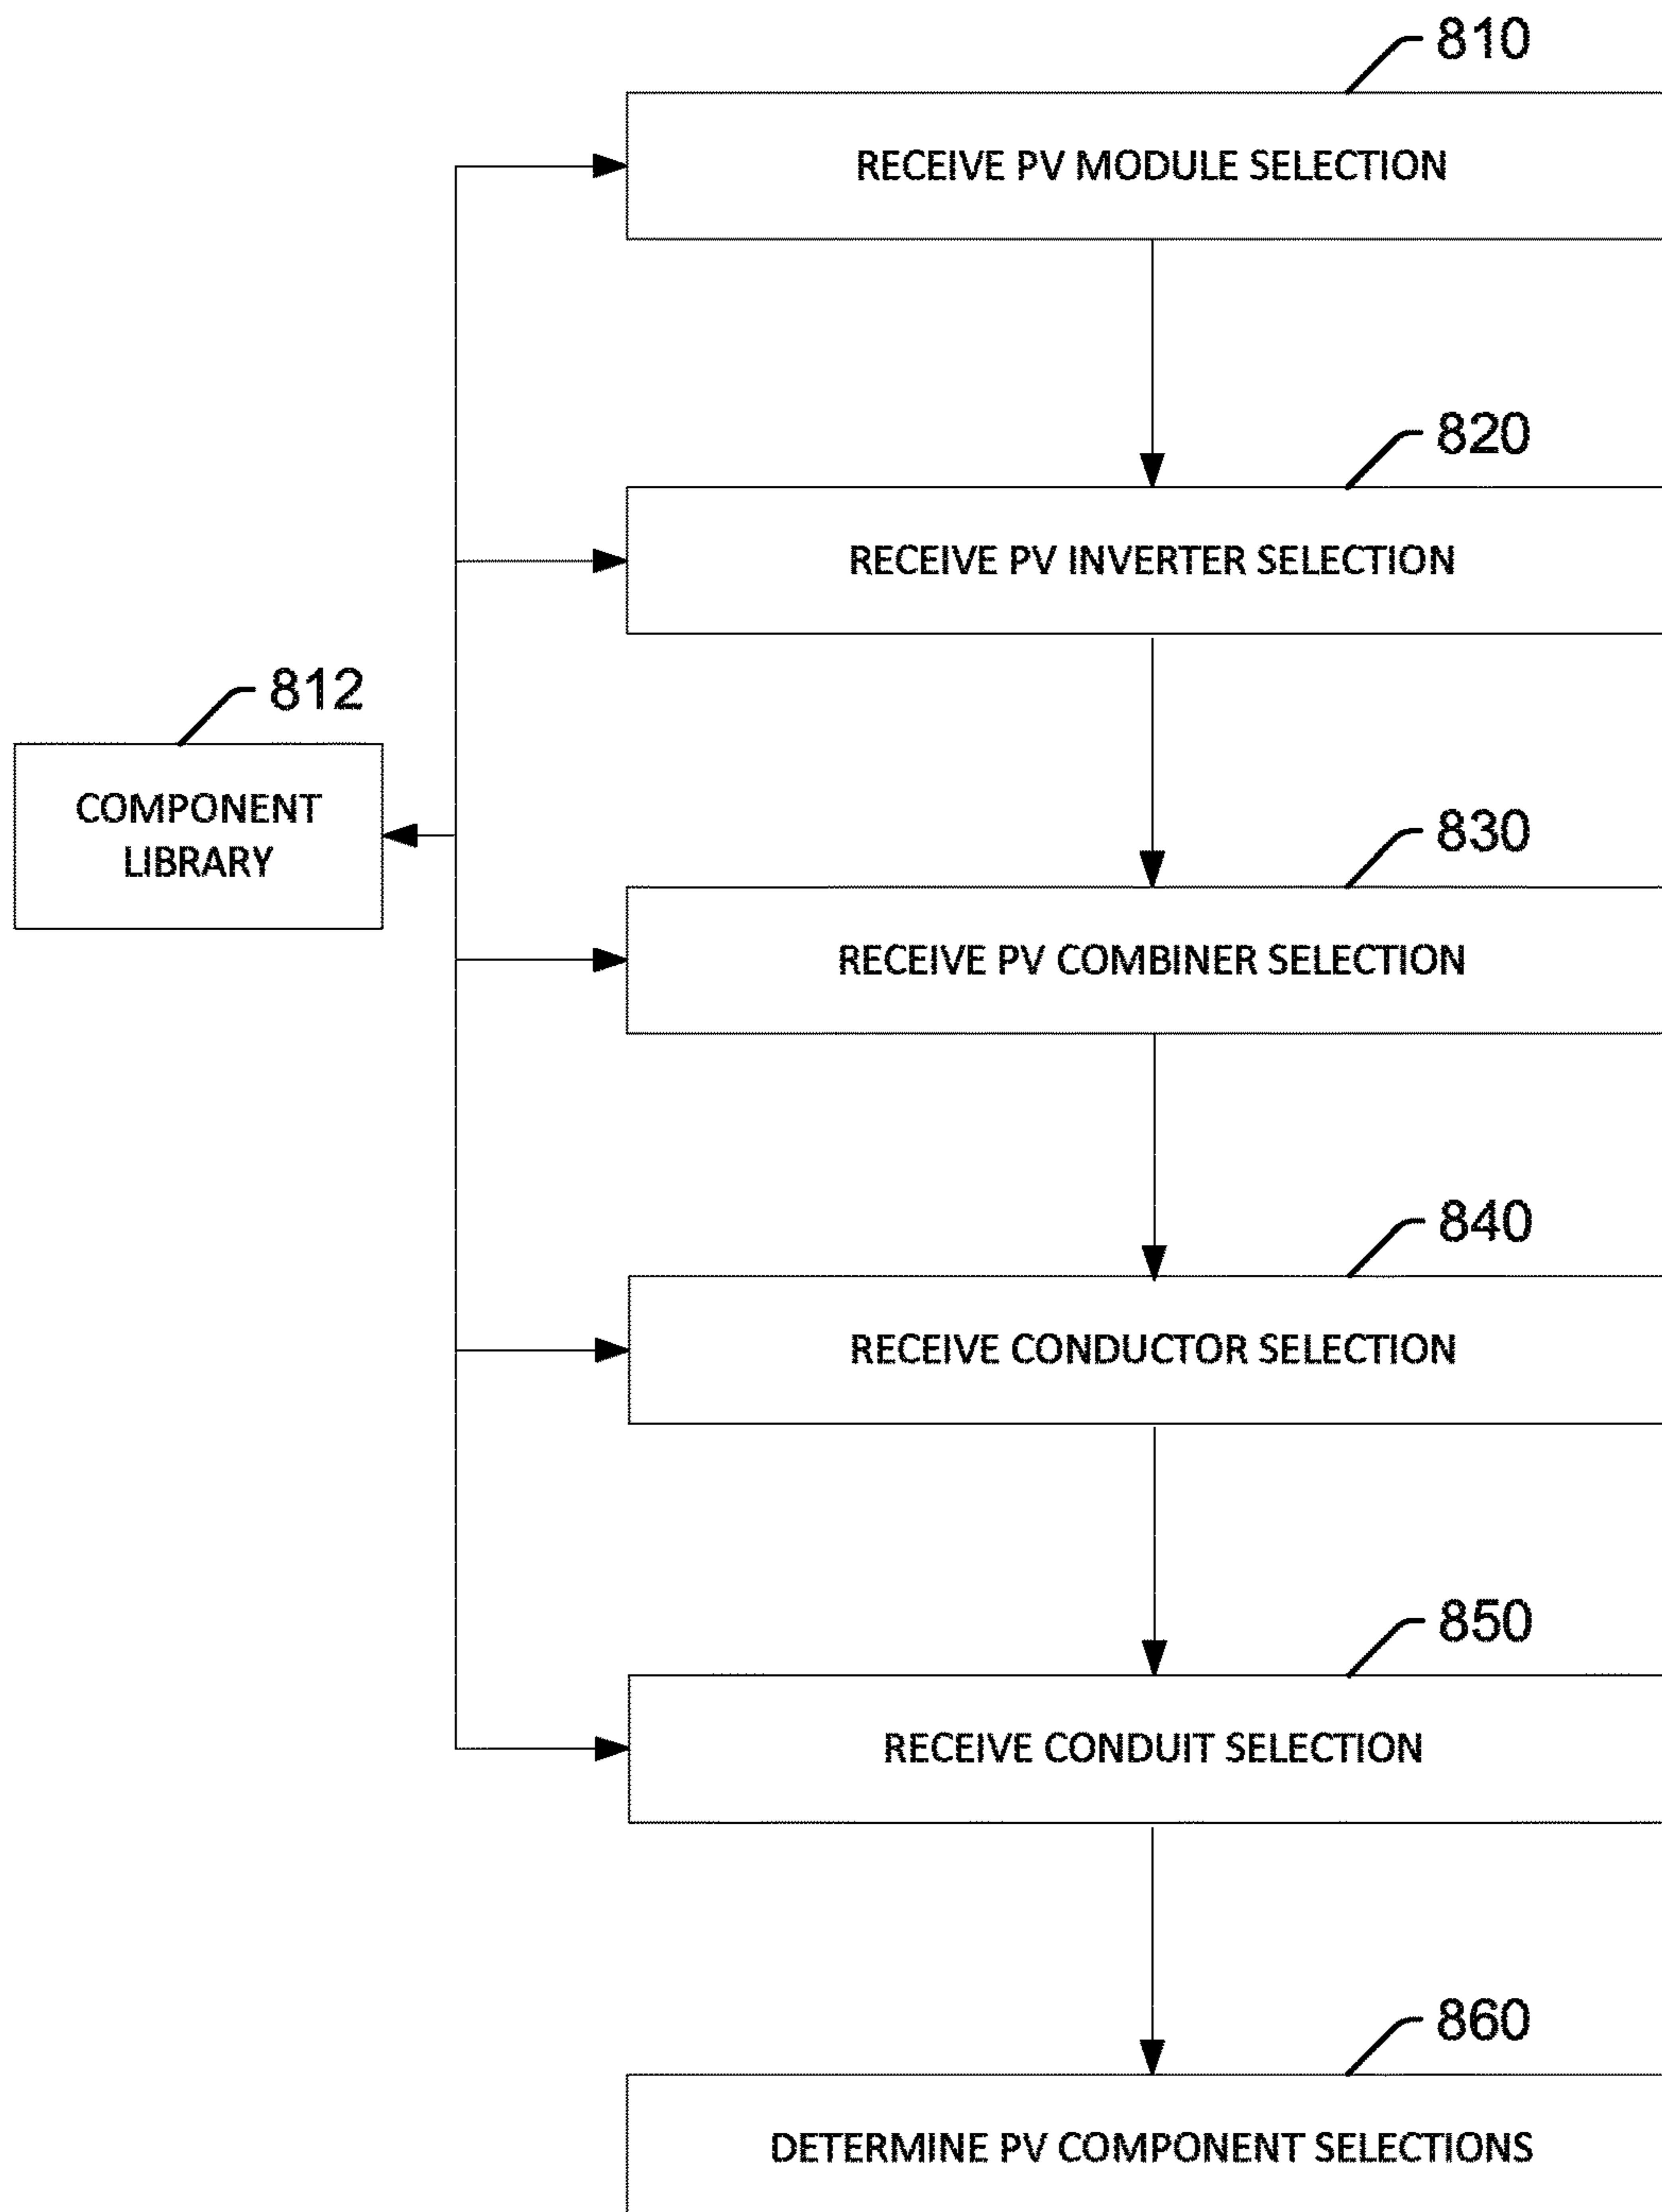 810
RECEIVE PV MODULE SELECTION
820
RECEIVE PV INVERTER SELECTION
812
COMPONENT
LIBRARY
830
RECEIVE PV COMBINER SELECTION
840
RECEIVE CONDUCTOR SELECTION
850
RECEIVE CONDUIT SELECTION
860
DETERMINE PV COMPONENT SELECTIONS